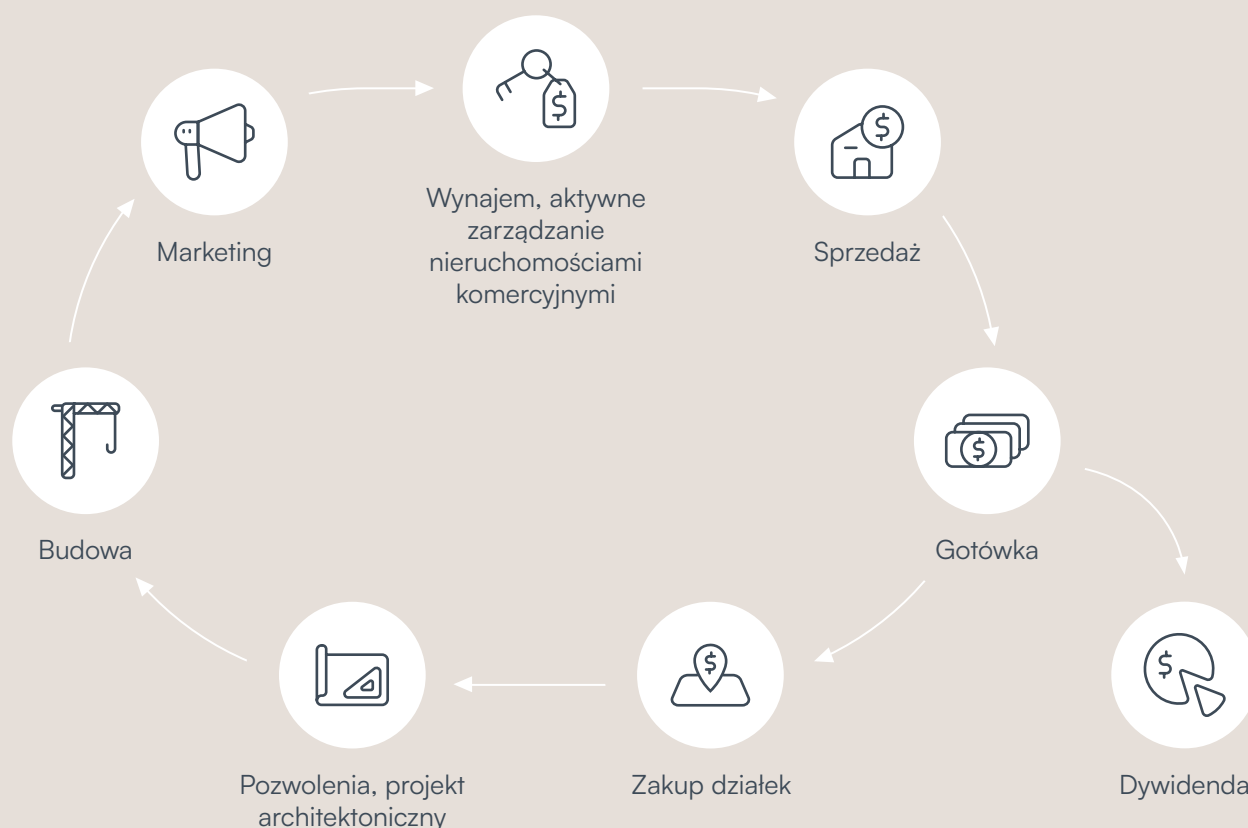 Marketing
Wynajem, aktywne
zarządzanie
nieruchomościami
komercyjnymi
Sprzedaż
Budowa
Gotówka
Pozwolenia, projekt
architektoniczny
Zakup działek
Dywidenda